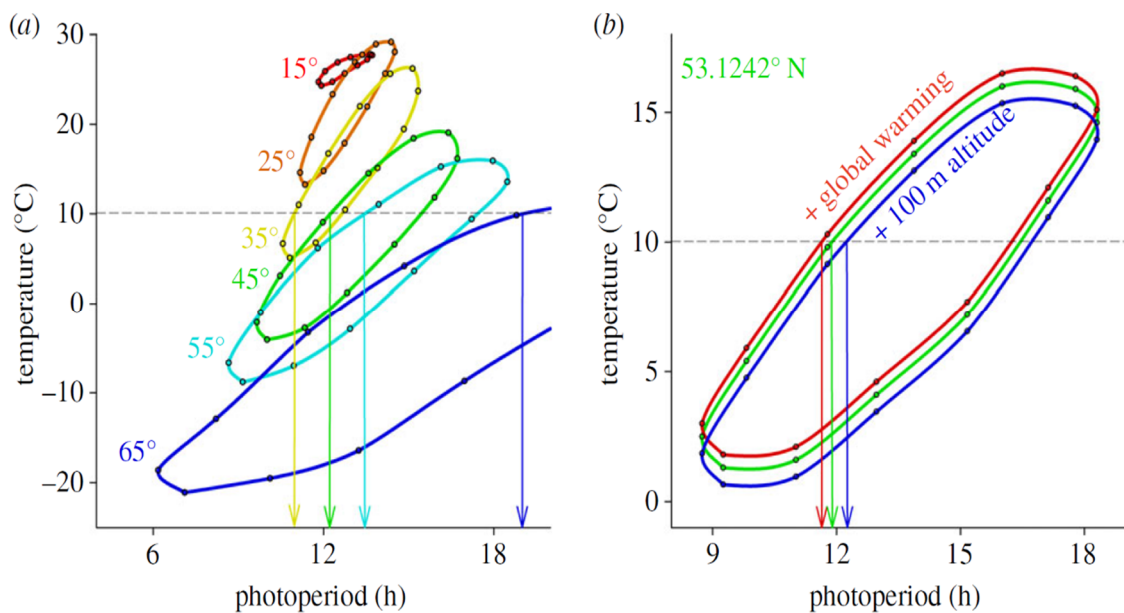 (a)
30
20
10
0
−10
−20
temperature (°C)
15°
25°
35°
45°
55°
65°
6
12
18
photoperiod (h)
(b)
53.1242° N
15
10
5
0
temperature (°C)
+ global warming
+ 100 m altitude
9
12
15
18
photoperiod (h)